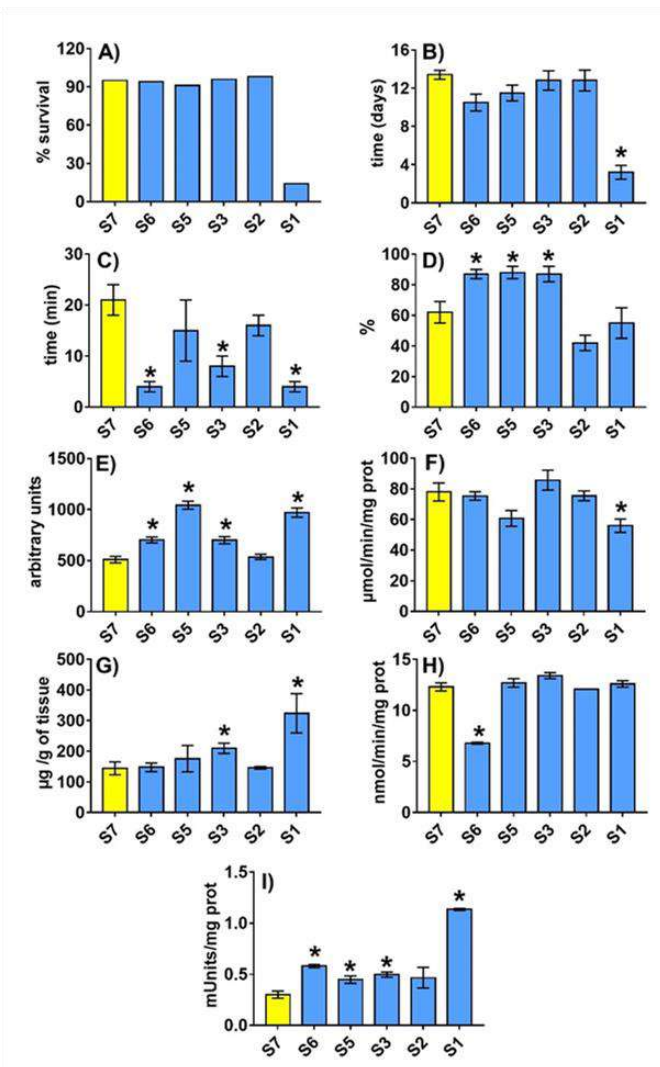 A)
% survival
120
90
60
30
0
S7 S6 S5 S3 S2 S1
B)
time (days)
16
12
8
4
0
*
S7 S6 S5 S3 S2 S1
C)
time (min)
30
20
10
0
* * *
S7 S6 S5 S3 S2 S1
D)
%
100
80
60
40
20
0
* * *
S7 S6 S5 S3 S2 S1
E)
arbitrary units
1500
1000
500
0
* * * *
S7 S6 S5 S3 S2 S1
F)
µmol/min/mg prot
100
80
60
40
20
0
*
S7 S6 S5 S3 S2 S1
G)
µg /g of tissue
500
400
300
200
100
0
* *
S7 S6 S5 S3 S2 S1
H)
nmol/min/mg prot
15
10
5
0
*
S7 S6 S5 S3 S2 S1
I)
mUnits/mg prot
1.5
1.0
0.5
0.0
* * * *
S7 S6 S5 S3 S2 S1